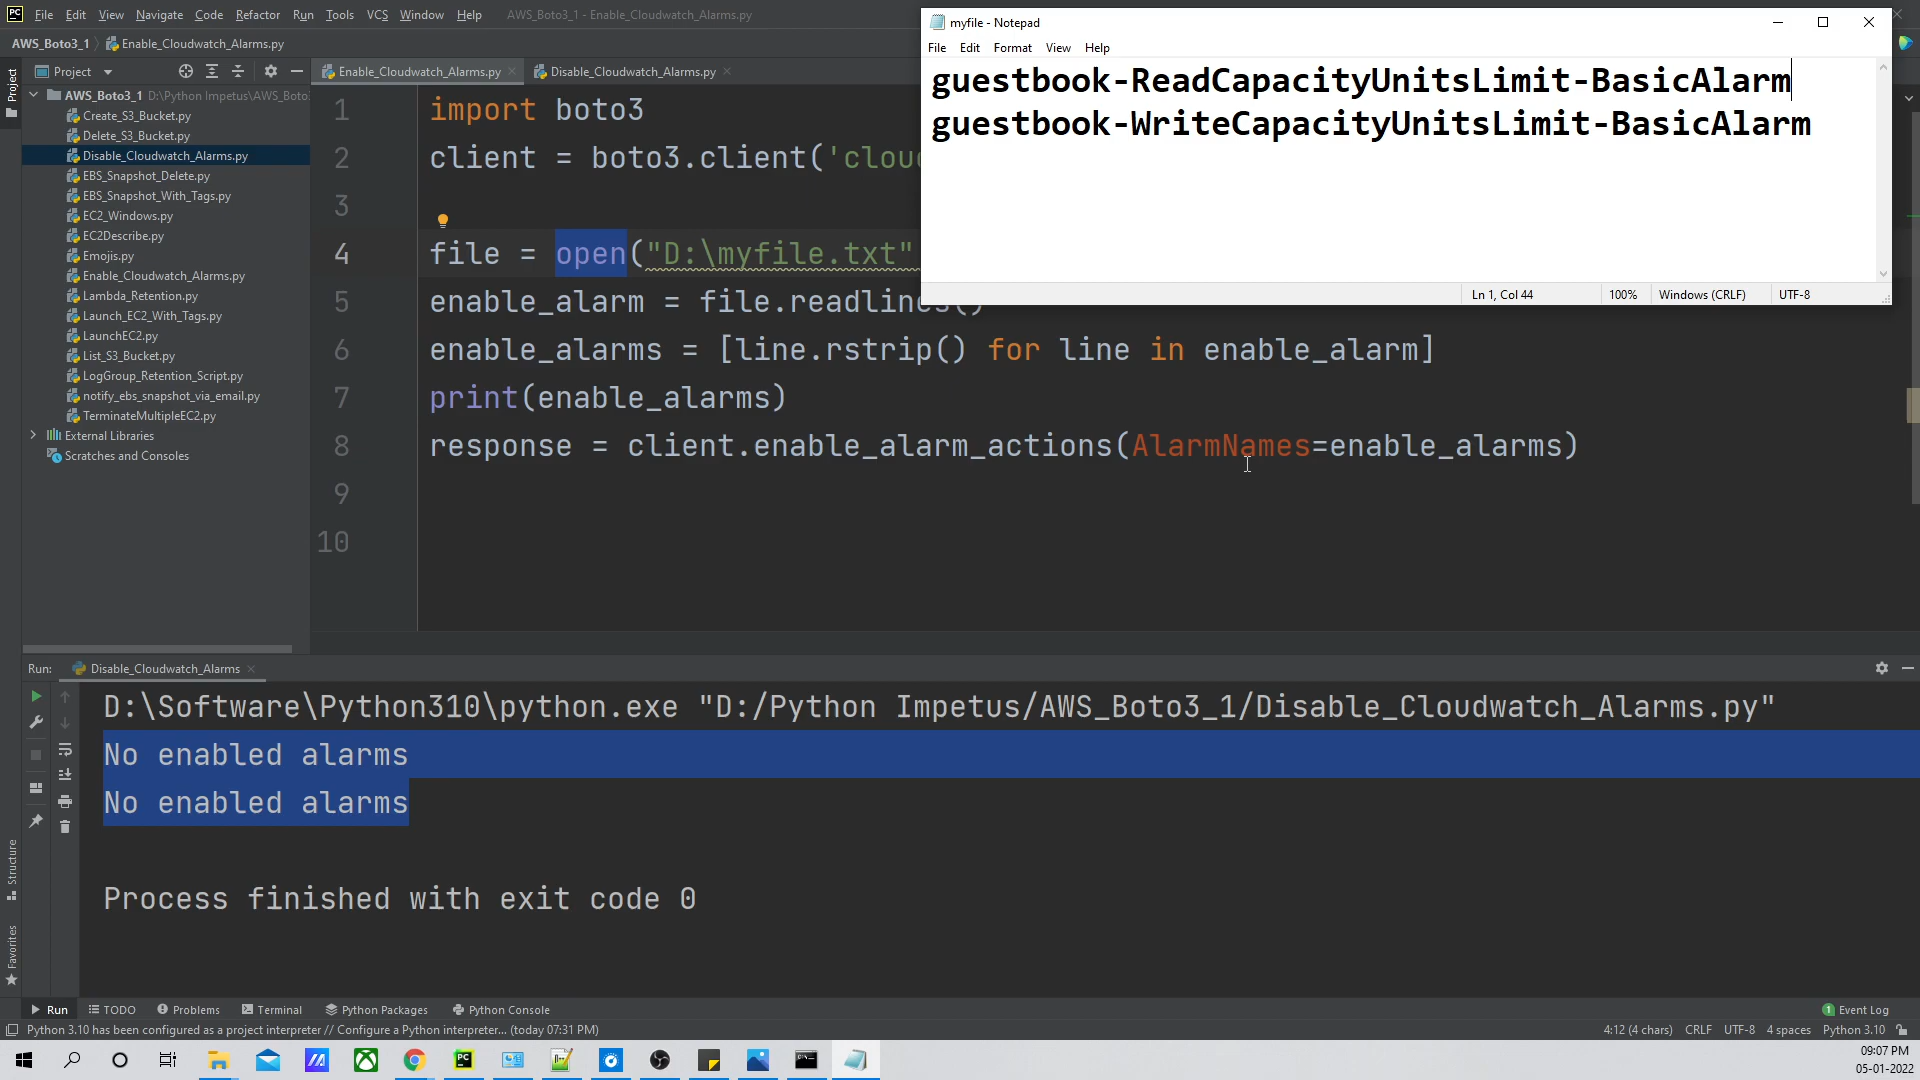 PC File Edit View Navigate Code Refactor Run Tools VCS Window Help AWS_Boto3_1 - Enable_Cloudwatch_Alarms.py
AWS_Boto3_1 Enable_Cloudwatch_Alarms.py
Project
Enable_Cloudwatch_Alarms.py
Disable_Cloudwatch_Alarms.py
Project
AWS_Boto3_1 D:\Python Impetus\AWS_Boto3
Create_S3_Bucket.py
Delete_S3_Bucket.py
Disable_Cloudwatch_Alarms.py
EBS_Snapshot_Delete.py
EBS_Snapshot_With_Tags.py
EC2_Windows.py
EC2Describe.py
Emojis.py
Enable_Cloudwatch_Alarms.py
Lambda_Retention.py
Launch_EC2_With_Tags.py
LaunchEC2.py
List_S3_Bucket.py
LogGroup_Retention_Script.py
notify_ebs_snapshot_via_email.py
TerminateMultipleEC2.py
External Libraries
Scratches and Consoles
1 import boto3
2 client = boto3.client('clou
3
4 file = open("D:\myfile.txt"
5 enable_alarm = file.readlines()
6 enable_alarms = [line.rstrip() for line in enable_alarm]
7 print(enable_alarms)
8 response = client.enable_alarm_actions(AlarmNames=enable_alarms)
9
10
myfile - Notepad
File Edit Format View Help
guestbook-ReadCapacityUnitsLimit-BasicAlarm
guestbook-WriteCapacityUnitsLimit-BasicAlarm
Ln 1, Col 44 100% Windows (CRLF) UTF-8
Run: Disable_Cloudwatch_Alarms
D:\Software\Python310\python.exe "D:/Python Impetus/AWS_Boto3_1/Disable_Cloudwatch_Alarms.py"
No enabled alarms
No enabled alarms
Process finished with exit code 0
Structure
Favorites
Run TODO Problems Terminal Python Packages Python Console 1 Event Log
Python 3.10 has been configured as a project interpreter // Configure a Python interpreter... (today 07:31 PM) 4:12 (4 chars) CRLF UTF-8 4 spaces Python 3.10
PC
09:07 PM
05-01-2022